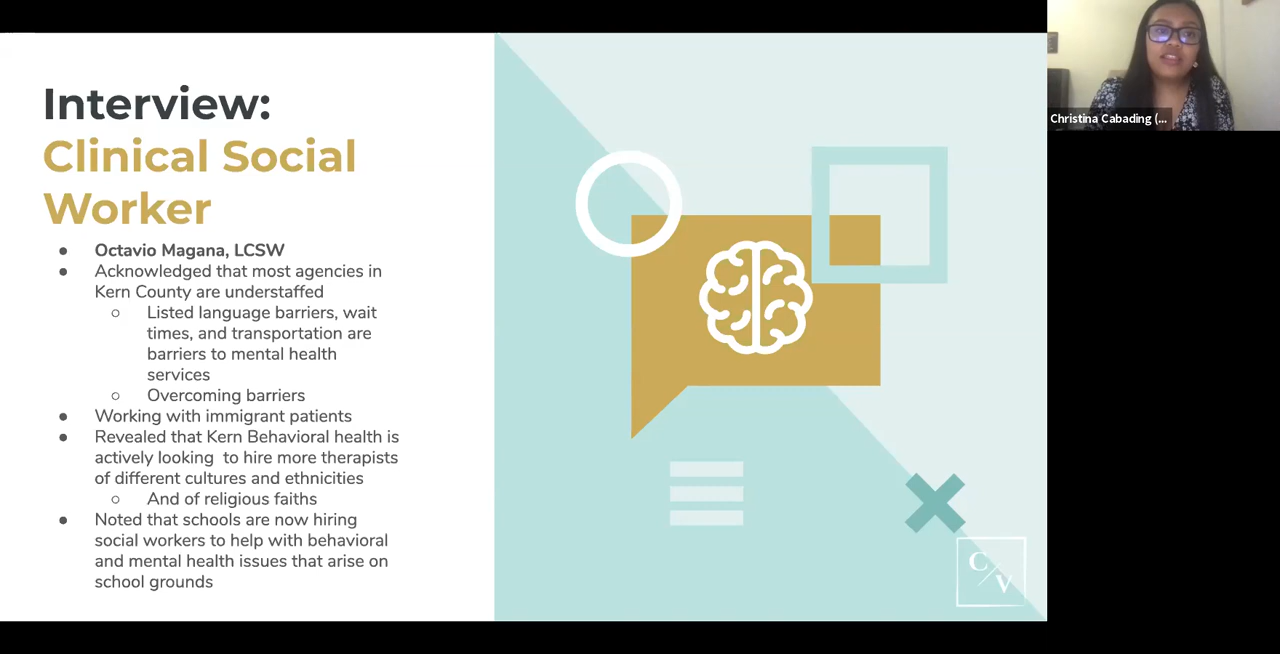 Interview:
Clinical Social
Worker
● Octavio Magana, LCSW
● Acknowledged that most agencies in
Kern County are understaffed
○ Listed language barriers, wait
times, and transportation are
barriers to mental health
services
○ Overcoming barriers
● Working with immigrant patients
● Revealed that Kern Behavioral health is
actively looking  to hire more therapists
of different cultures and ethnicities
○ And of religious faiths
● Noted that schools are now hiring
social workers to help with behavioral
and mental health issues that arise on
school grounds
C/V
Christina Cabading (...